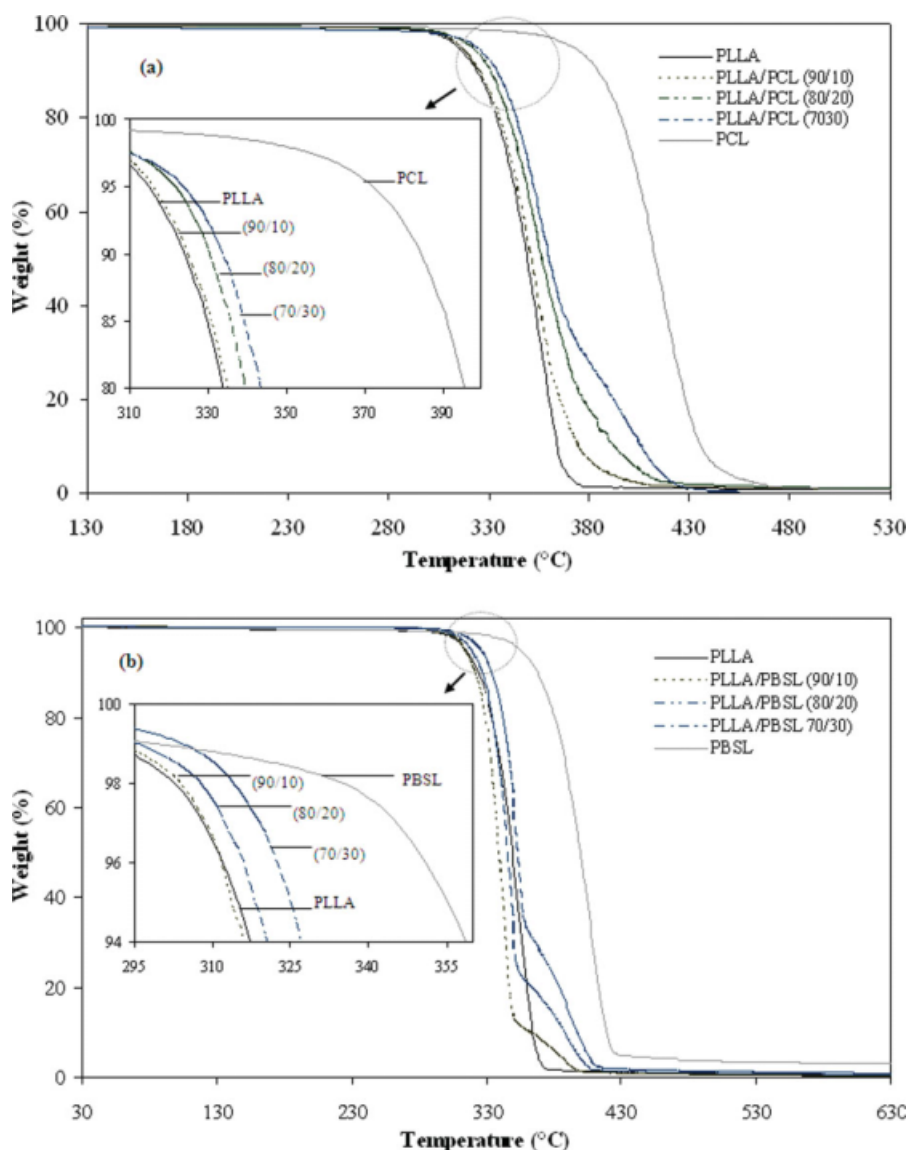 (a)
Weight (%)
100
80
60
40
20
0
130 180 230 280 330 380 430 480 530
Temperature (°C)
PLLA
PLLA/PCL (90/10)
PLLA/PCL (80/20)
PLLA/PCL (7030)
PCL
100
95
90
85
80
310 330 350 370 390
PCL
PLLA
(90/10)
(80/20)
(70/30)
(b)
Weight (%)
100
80
60
40
20
0
30 130 230 330 430 530 630
Temperature (°C)
PLLA
PLLA/PBSL (90/10)
PLLA/PBSL (80/20)
PLLA/PBSL 70/30)
PBSL
100
98
96
94
295 310 325 340 355
(90/10)
PBSL
(80/20)
(70/30)
PLLA